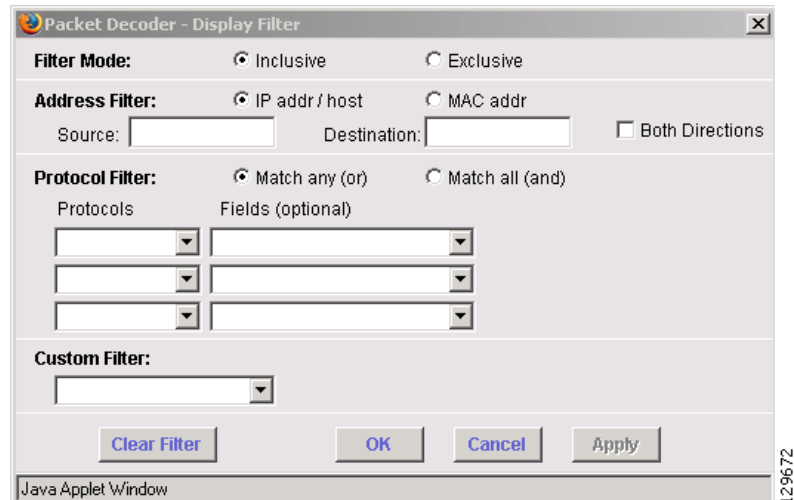 Packet Decoder - Display Filter
Filter Mode: Inclusive Exclusive
Address Filter: IP addr / host MAC addr
Source: Destination: Both Directions
Protocol Filter: Match any (or) Match all (and)
Protocols Fields (optional)
Custom Filter:
Clear Filter OK Cancel Apply
Java Applet Window
129672